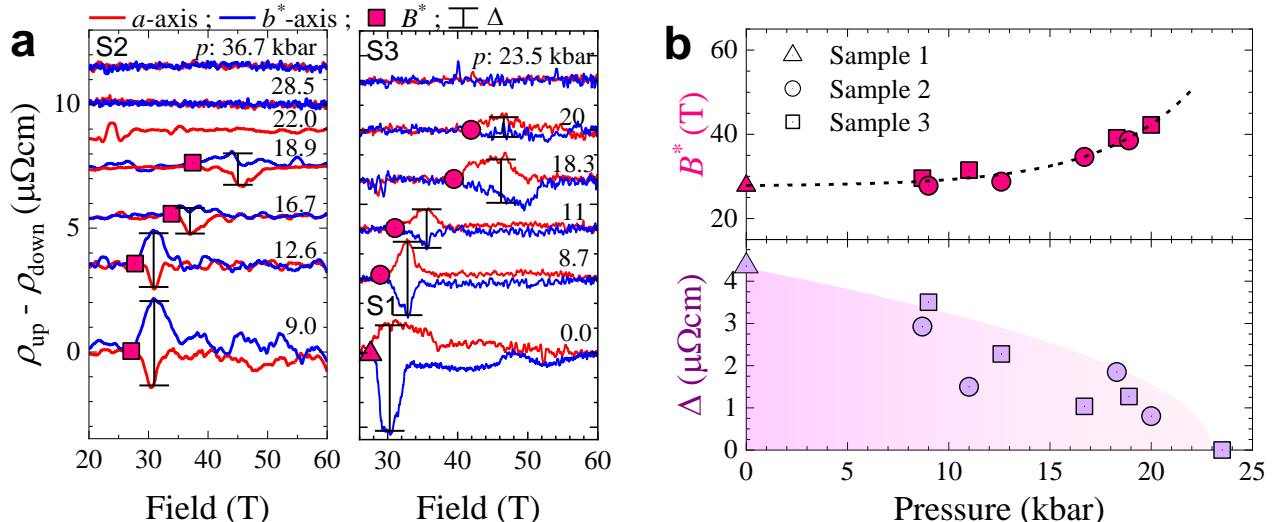 a-axis ; b*-axis ; B* ; Δ
a
S2
p: 36.7 kbar
28.5
22.0
18.9
16.7
12.6
9.0
10
5
0
ρup - ρdown (μΩcm)
20 30 40 50 60
Field (T)
S3
p: 23.5 kbar
20
18.3
11
8.7
S1
0.0
30 40 50 60
Field (T)
b
Sample 1
Sample 2
Sample 3
60
40
20
B* (T)
4
3
2
1
0
Δ (μΩcm)
0 5 10 15 20 25
Pressure (kbar)